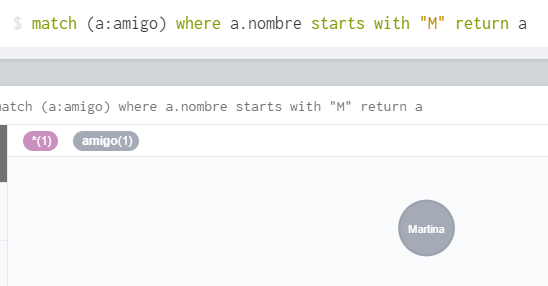 $ match (a:amigo) where a.nombre starts with "M" return a
match (a:amigo) where a.nombre starts with "M" return a
*(1) amigo(1)
Martina